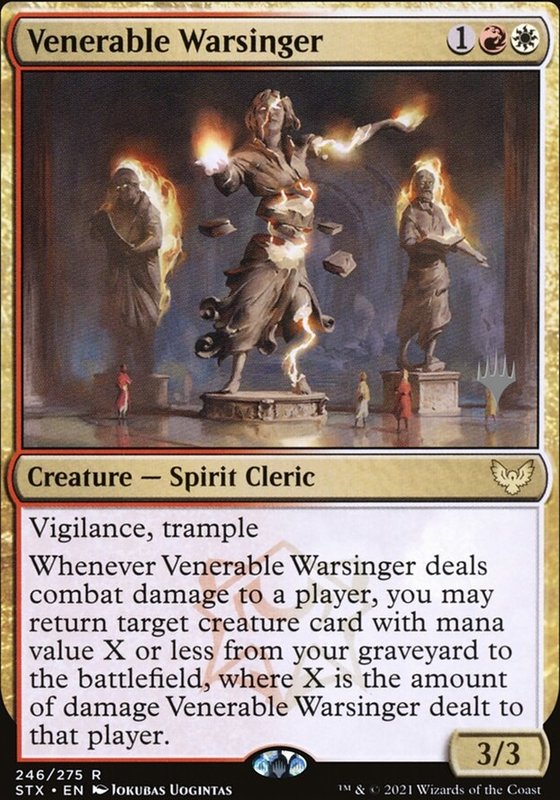 Venerable Warsinger 1
Creature — Spirit Cleric
Vigilance, trample
Whenever Venerable Warsinger deals
combat damage to a player, you may
return target creature card with mana
value X or less from your graveyard to
the battlefield, where X is the amount
of damage Venerable Warsinger dealt to
that player.
3/3
246/275 R
STX • EN Jokubas Uogintas ™ & © 2021 Wizards of the Coast